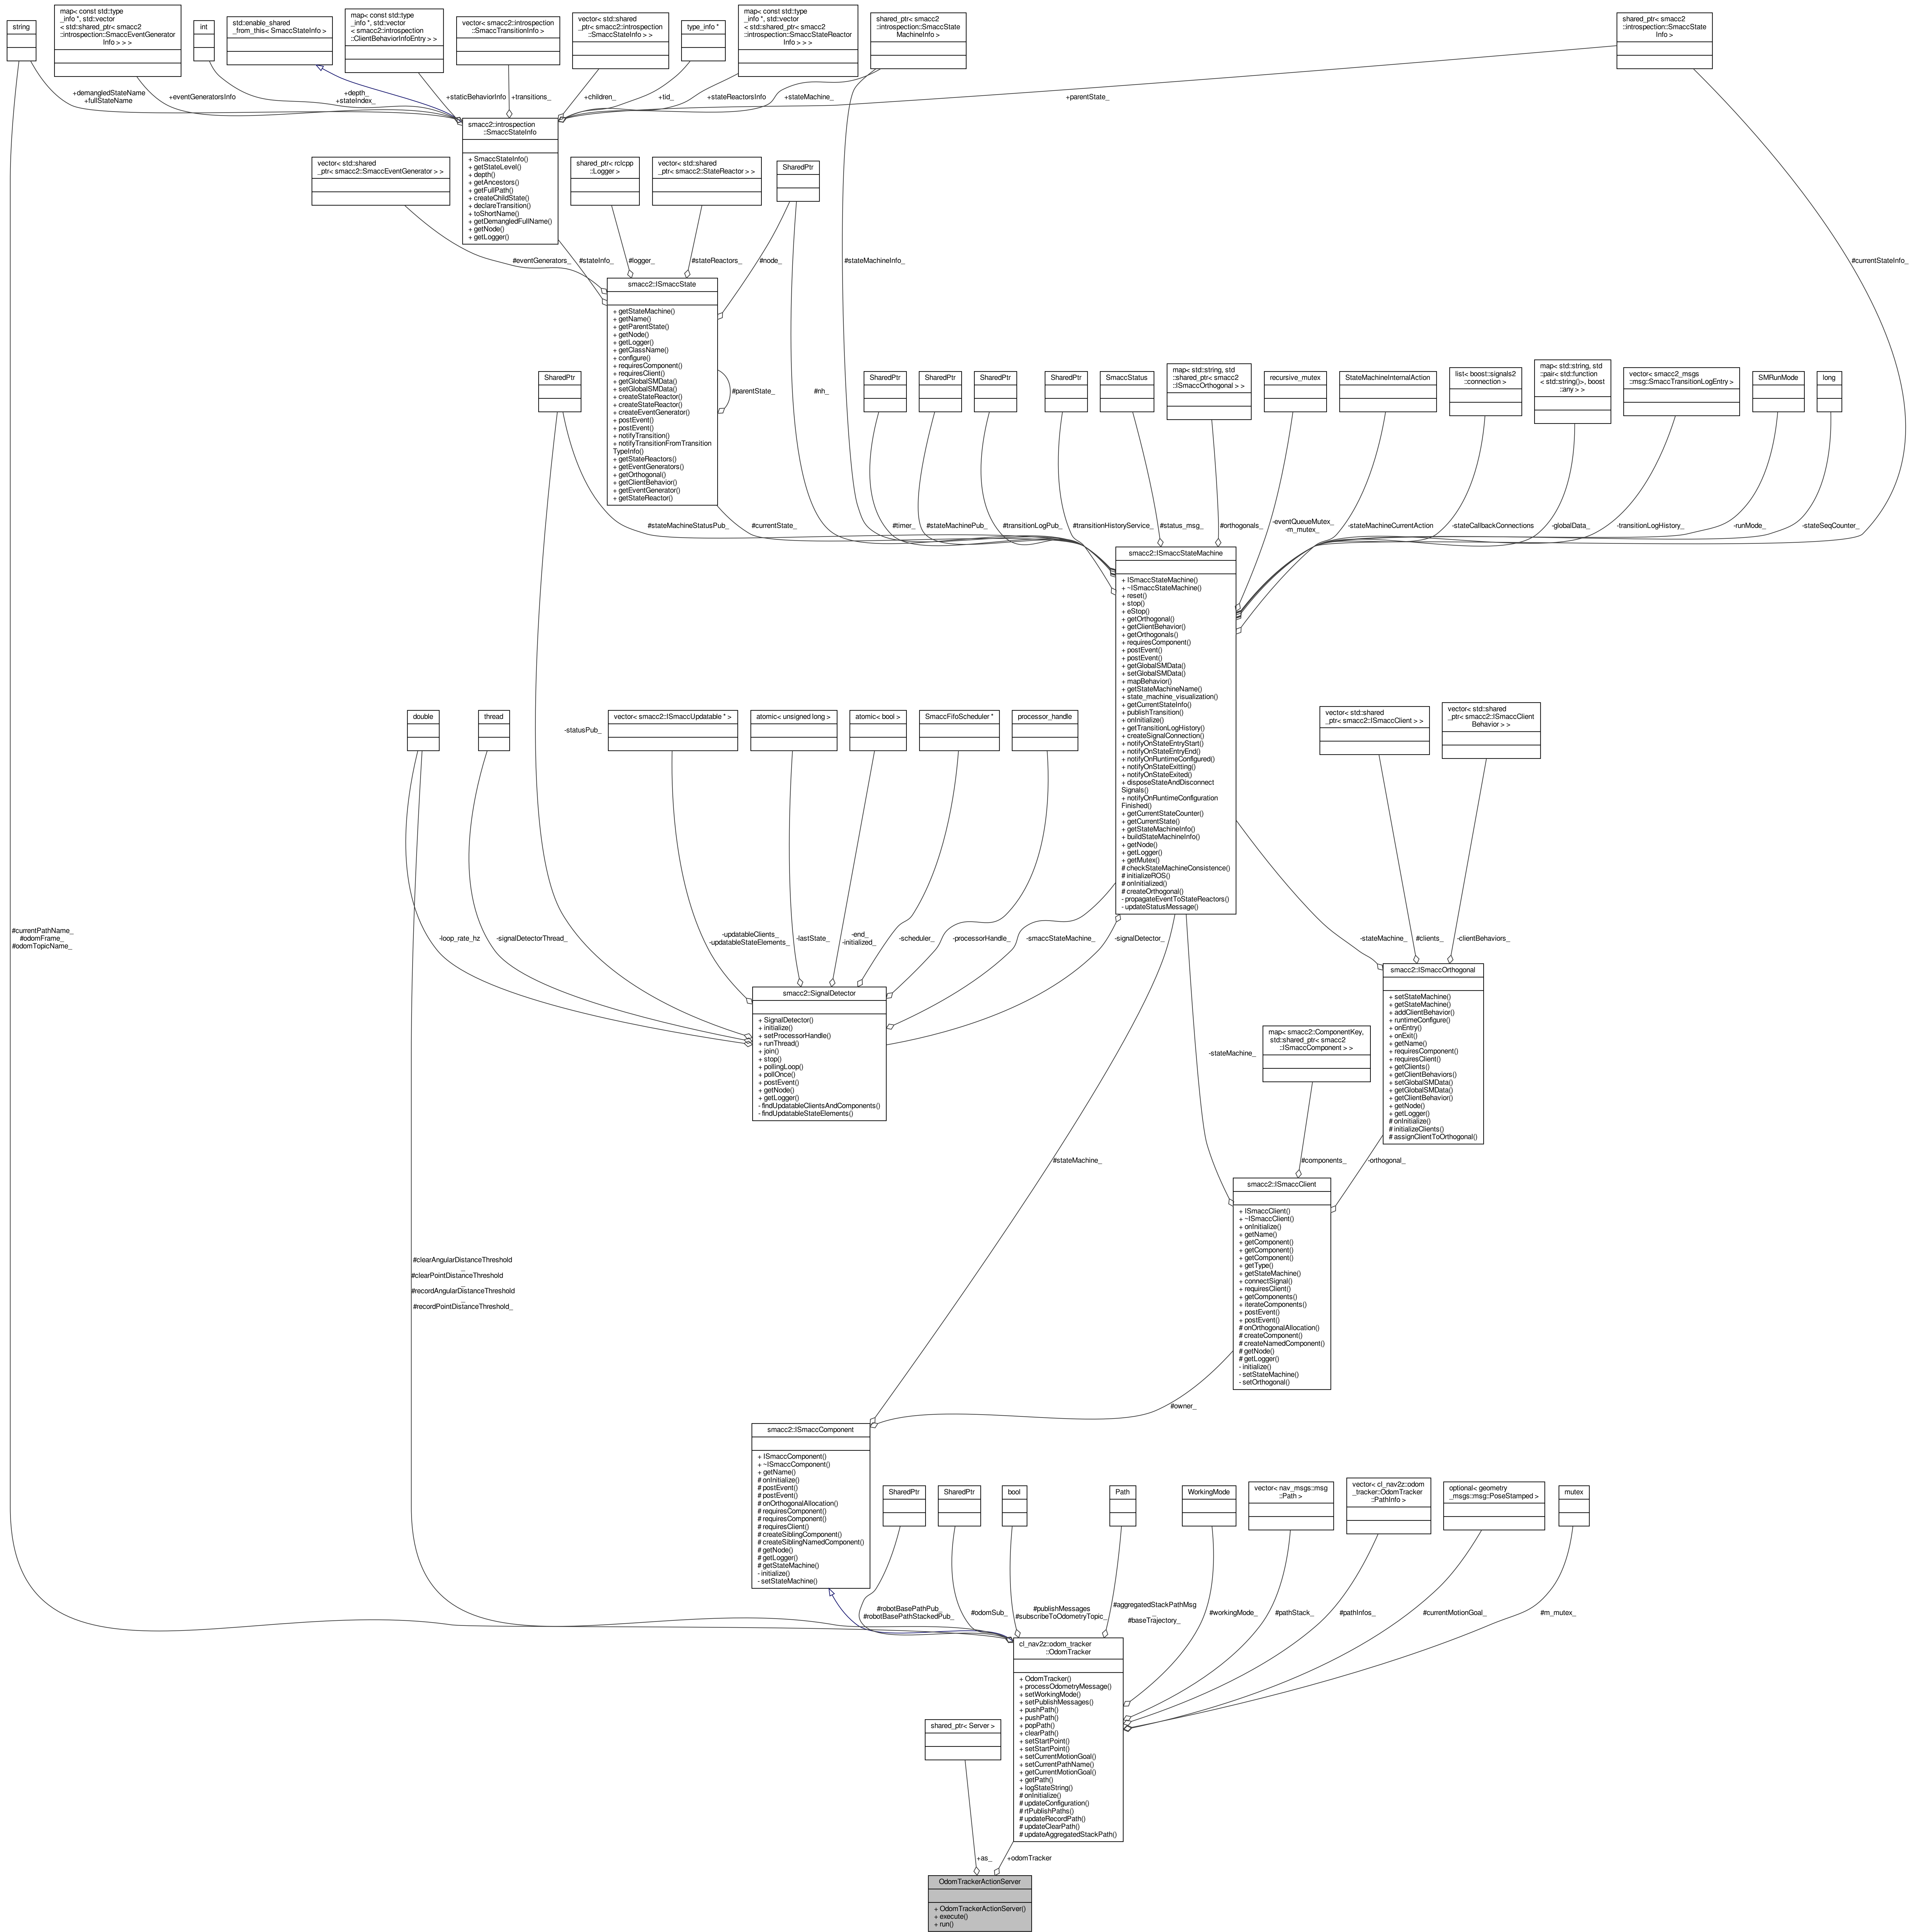 string
map< const std::type
_info *, std::vector
< std::shared_ptr< smacc2
::introspection::SmaccEventGenerator
Info > > >
int
std::enable_shared
_from_this< SmaccStateInfo >
map< const std::type
_info *, std::vector
< smacc2::introspection
::ClientBehaviorInfoEntry > >
vector< smacc2::introspection
::SmaccTransitionInfo >
vector< std::shared
_ptr< smacc2::introspection
::SmaccStateInfo > >
type_info *
map< const std::type
_info *, std::vector
< std::shared_ptr< smacc2
::introspection::SmaccStateReactor
Info > > >
shared_ptr< smacc2
::introspection::SmaccState
MachineInfo >
shared_ptr< smacc2
::introspection::SmaccState
Info >
+demangledStateName
+fullStateName
+eventGeneratorsInfo
+depth_
+stateIndex_
+staticBehaviorInfo
+transitions_
+children_
+tid_
+stateReactorsInfo
+stateMachine_
+parentState_
smacc2::introspection
::SmaccStateInfo
+ SmaccStateInfo()
+ getStateLevel()
+ depth()
+ getAncestors()
+ getFullPath()
+ createChildState()
+ declareTransition()
+ toShortName()
+ getDemangledFullName()
+ getNode()
+ getLogger()
vector< std::shared
_ptr< smacc2::SmaccEventGenerator > >
shared_ptr< rclcpp
::Logger >
vector< std::shared
_ptr< smacc2::StateReactor > >
SharedPtr
#eventGenerators_
#stateInfo_
#logger_
#stateReactors_
#node_
#stateMachineInfo_
#currentStateInfo_
smacc2::ISmaccState
+ getStateMachine()
+ getName()
+ getParentState()
+ getNode()
+ getLogger()
+ getClassName()
+ configure()
+ requiresComponent()
+ requiresClient()
+ getGlobalSMData()
+ setGlobalSMData()
+ createStateReactor()
+ createStateReactor()
+ createEventGenerator()
+ postEvent()
+ postEvent()
+ notifyTransition()
+ notifyTransitionFromTransition
TypeInfo()
+ getStateReactors()
+ getEventGenerators()
+ getOrthogonal()
+ getClientBehavior()
+ getEventGenerator()
+ getStateReactor()
#parentState_
#nh_
SharedPtr
SharedPtr
SharedPtr
SharedPtr
SharedPtr
SmaccStatus
map< std::string, std
::shared_ptr< smacc2
::ISmaccOrthogonal > >
recursive_mutex
StateMachineInternalAction
list< boost::signals2
::connection >
map< std::string, std
::pair< std::function
< std::string()>, boost
::any > >
vector< smacc2_msgs
::msg::SmaccTransitionLogEntry >
SMRunMode
long
#stateMachineStatusPub_
#currentState_
#timer_
#stateMachinePub_
#transitionLogPub_
#transitionHistoryService_
#status_msg_
#orthogonals_
-eventQueueMutex_
-m_mutex_
-stateMachineCurrentAction
-stateCallbackConnections
-globalData_
-transitionLogHistory_
-runMode_
-stateSeqCounter_
smacc2::ISmaccStateMachine
+ ISmaccStateMachine()
+ ~ISmaccStateMachine()
+ reset()
+ stop()
+ eStop()
+ getOrthogonal()
+ getClientBehavior()
+ getOrthogonals()
+ requiresComponent()
+ postEvent()
+ postEvent()
+ getGlobalSMData()
+ setGlobalSMData()
+ mapBehavior()
+ getStateMachineName()
+ state_machine_visualization()
+ getCurrentStateInfo()
+ publishTransition()
+ onInitialize()
+ getTransitionLogHistory()
+ createSignalConnection()
+ notifyOnStateEntryStart()
+ notifyOnStateEntryEnd()
+ notifyOnRuntimeConfigured()
+ notifyOnStateExitting()
+ notifyOnStateExited()
+ disposeStateAndDisconnect
Signals()
+ notifyOnRuntimeConfiguration
Finished()
+ getCurrentStateCounter()
+ getCurrentState()
+ getStateMachineInfo()
+ buildStateMachineInfo()
+ getNode()
+ getLogger()
+ getMutex()
# checkStateMachineConsistence()
# initializeROS()
# onInitialized()
# createOrthogonal()
- propagateEventToStateReactors()
- updateStatusMessage()
double
thread
-statusPub_
vector< smacc2::ISmaccUpdatable * >
atomic< unsigned long >
atomic< bool >
SmaccFifoScheduler *
processor_handle
vector< std::shared
_ptr< smacc2::ISmaccClient > >
vector< std::shared
_ptr< smacc2::ISmaccClient
Behavior > >
#currentPathName_
#odomFrame_
#odomTopicName_
-loop_rate_hz
-signalDetectorThread_
-updatableClients_
-updatableStateElements_
-lastState_
-end_
-initialized_
-scheduler_
-processorHandle_
-smaccStateMachine_
-signalDetector_
-stateMachine_
#clients_
-clientBehaviors_
smacc2::SignalDetector
+ SignalDetector()
+ initialize()
+ setProcessorHandle()
+ runThread()
+ join()
+ stop()
+ pollingLoop()
+ pollOnce()
+ postEvent()
+ getNode()
+ getLogger()
- findUpdatableClientsAndComponents()
- findUpdatableStateElements()
smacc2::ISmaccOrthogonal
+ setStateMachine()
+ getStateMachine()
+ addClientBehavior()
+ runtimeConfigure()
+ onEntry()
+ onExit()
+ getName()
+ requiresComponent()
+ requiresClient()
+ getClients()
+ getClientBehaviors()
+ setGlobalSMData()
+ getGlobalSMData()
+ getClientBehavior()
+ getNode()
+ getLogger()
# onInitialize()
# initializeClients()
# assignClientToOrthogonal()
-stateMachine_
map< smacc2::ComponentKey,
std::shared_ptr< smacc2
::ISmaccComponent > >
#stateMachine_
#components_
-orthogonal_
smacc2::ISmaccClient
+ ISmaccClient()
+ ~ISmaccClient()
+ onInitialize()
+ getName()
+ getComponent()
+ getComponent()
+ getComponent()
+ getType()
+ getStateMachine()
+ connectSignal()
+ requiresClient()
+ getComponents()
+ iterateComponents()
+ postEvent()
+ postEvent()
# onOrthogonalAllocation()
# createComponent()
# createNamedComponent()
# getNode()
# getLogger()
- initialize()
- setStateMachine()
- setOrthogonal()
#clearAngularDistanceThreshold
_
#clearPointDistanceThreshold
_
#recordAngularDistanceThreshold
_
#recordPointDistanceThreshold_
#owner_
smacc2::ISmaccComponent
+ ISmaccComponent()
+ ~ISmaccComponent()
+ getName()
# onInitialize()
# postEvent()
# postEvent()
# onOrthogonalAllocation()
# requiresComponent()
# requiresComponent()
# requiresClient()
# createSiblingComponent()
# createSiblingNamedComponent()
# getNode()
# getLogger()
# getStateMachine()
- initialize()
- setStateMachine()
SharedPtr
SharedPtr
bool
Path
WorkingMode
vector< nav_msgs::msg
::Path >
vector< cl_nav2z::odom
_tracker::OdomTracker
::PathInfo >
optional< geometry
_msgs::msg::PoseStamped >
mutex
#robotBasePathPub_
#robotBasePathStackedPub_
#odomSub_
#publishMessages
#subscribeToOdometryTopic_
#aggregatedStackPathMsg
_
#baseTrajectory_
#workingMode_
#pathStack_
#pathInfos_
#currentMotionGoal_
#m_mutex_
cl_nav2z::odom_tracker
::OdomTracker
+ OdomTracker()
+ processOdometryMessage()
+ setWorkingMode()
+ setPublishMessages()
+ pushPath()
+ pushPath()
+ popPath()
+ clearPath()
+ setStartPoint()
+ setStartPoint()
+ setCurrentMotionGoal()
+ setCurrentPathName()
+ getCurrentMotionGoal()
+ getPath()
+ logStateString()
# onInitialize()
# updateConfiguration()
# rtPublishPaths()
# updateRecordPath()
# updateClearPath()
# updateAggregatedStackPath()
shared_ptr< Server >
+as_
+odomTracker
OdomTrackerActionServer
+ OdomTrackerActionServer()
+ execute()
+ run()